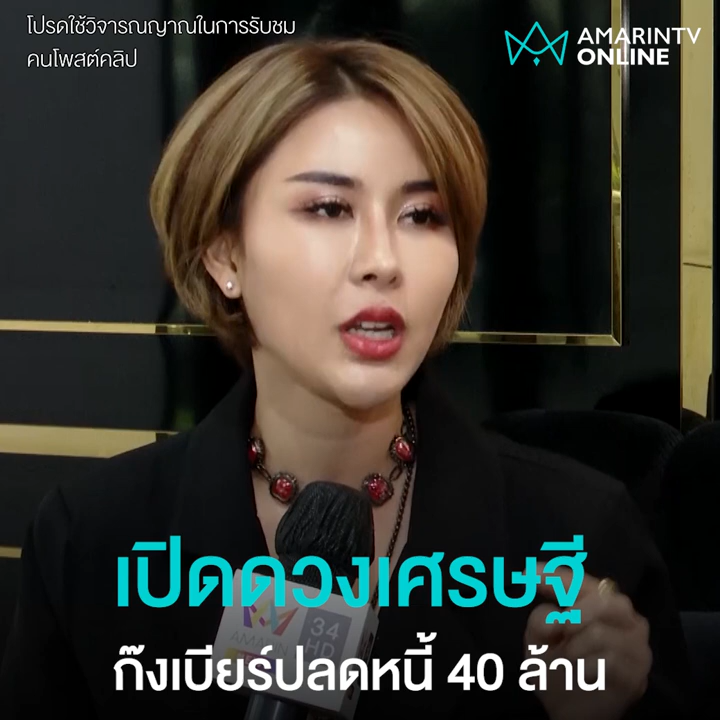 โปรดใช้วิจารณญาณในการรับชม
คนโพสต์คลิป
AMARINTV
ONLINE
เปิดดวงเศรษฐี
AMARIN
34
HD
ก๊งเบียร์ปลดหนี้ 40 ล้าน